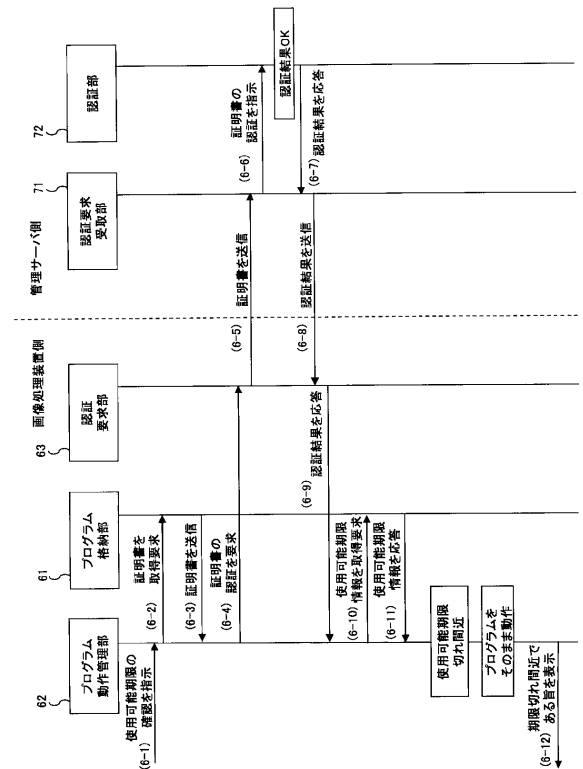 画像処理装置側
管理サーバ側
62
プログラム
動作管理部
61
プログラム
格納部
63
認証
要求部
71
認証要求
受取部
72
認証部
使用可能期限の
(6-1) 確認を指示
証明書を
(6-2) 取得要求
(6-3) 証明書を送信
証明書の
(6-4) 認証を要求
(6-5) 証明書を送信
証明書の
(6-6) 認証を指示
認証結果OK
(6-7) 認証結果を応答
(6-8) 認証結果を送信
(6-9) 認証結果を応答
使用可能期限
(6-10) 情報を取得要求
使用可能期限
(6-11) 情報を応答
使用可能期限
切れ間近
プログラムを
そのまま動作
期限切れ間近で
(6-12) ある旨を表示